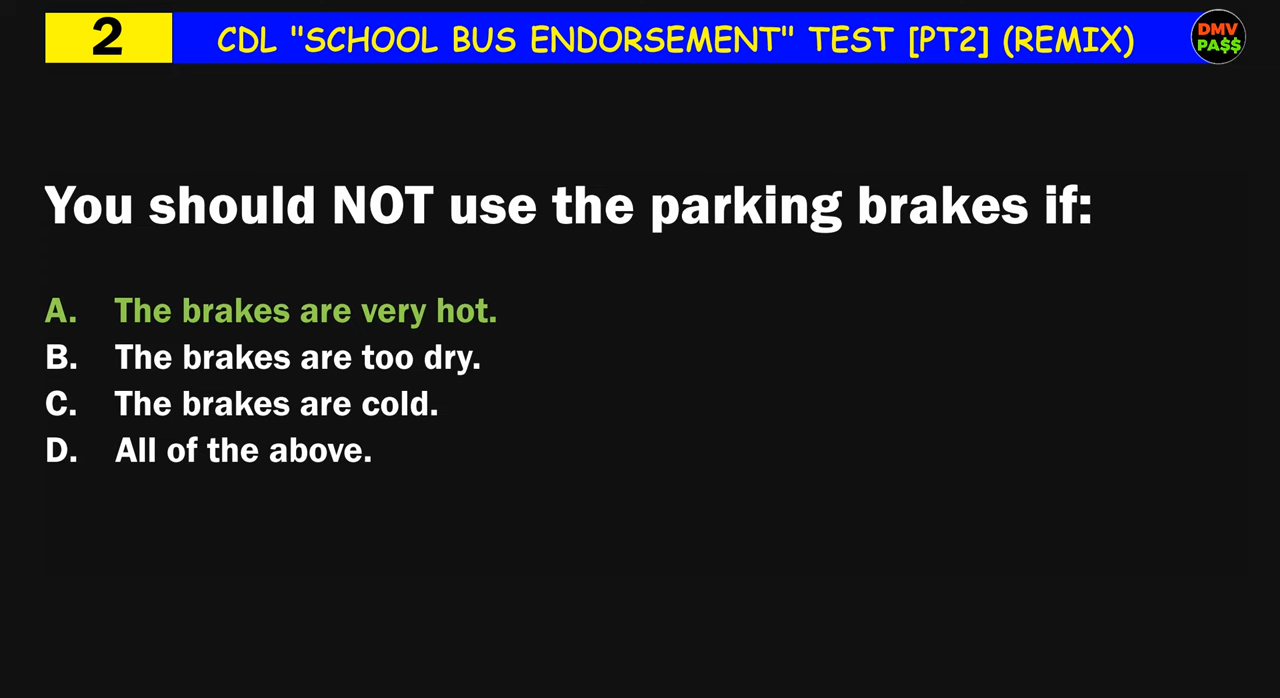 2
CDL "SCHOOL BUS ENDORSEMENT" TEST [PT2] (REMIX)
DMV
PA$$
You should NOT use the parking brakes if:
A. The brakes are very hot.
B. The brakes are too dry.
C. The brakes are cold.
D. All of the above.